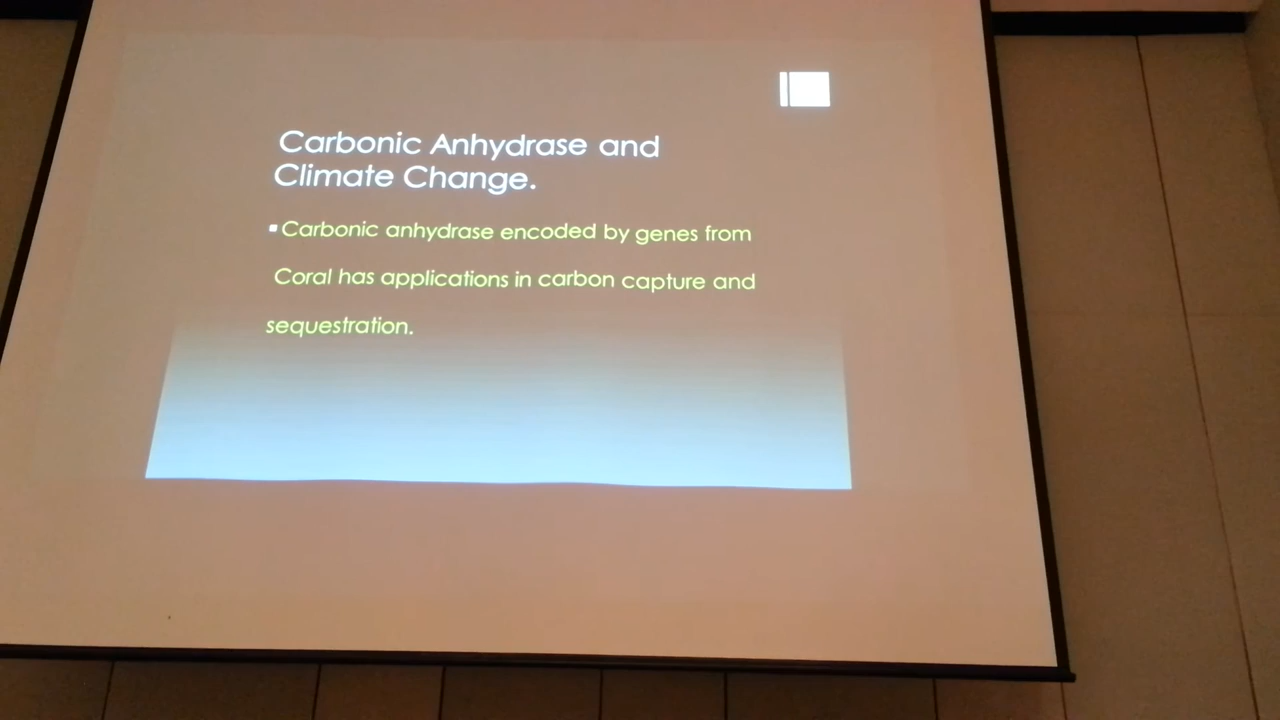 Carbonic Anhydrase and
Climate Change.
▪Carbonic anhydrase encoded by genes from
Coral has applications in carbon capture and
sequestration.